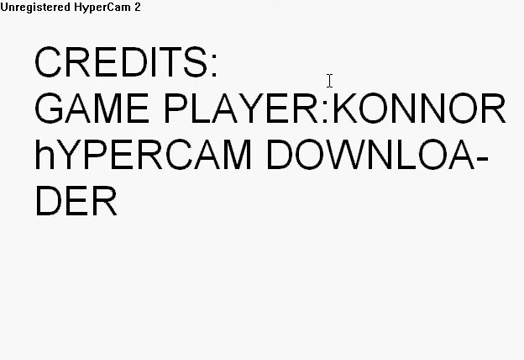 Unregistered HyperCam 2
CREDITS:
GAME PLAYER:KONNOR
hYPERCAM DOWNLOA-
DER